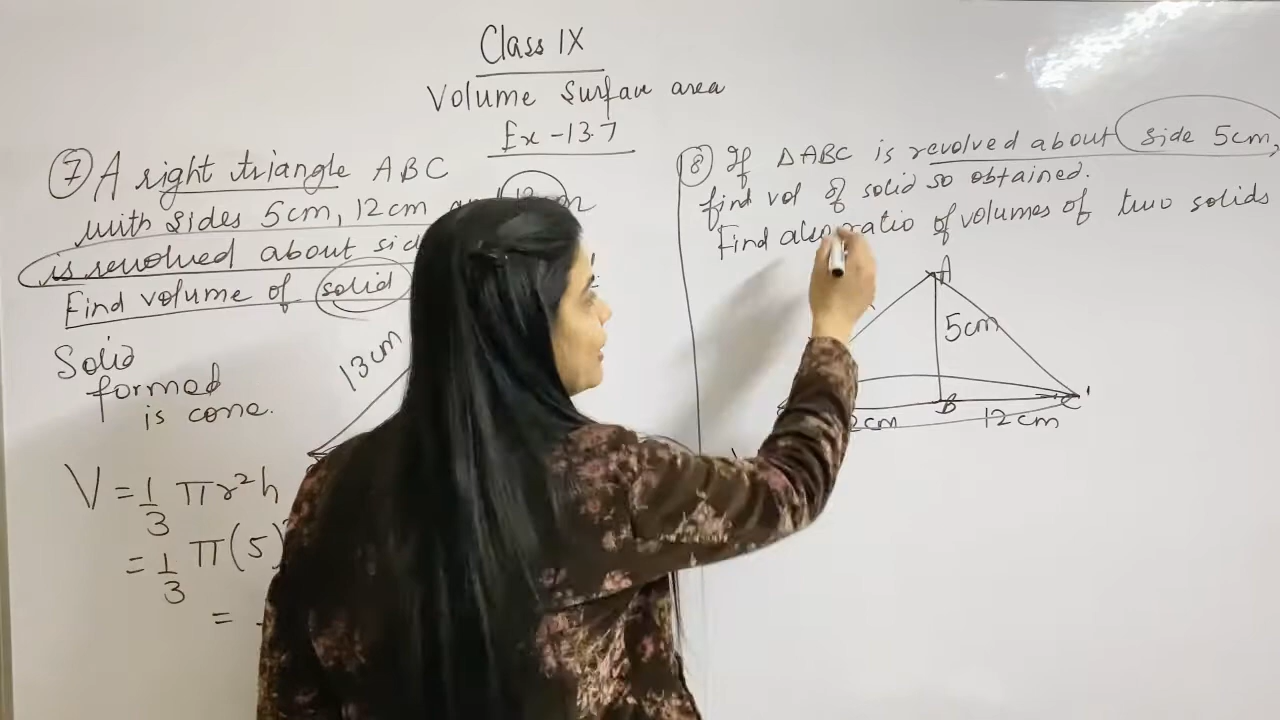 Class IX
Volume Surfac area
Ex-13.7
⑦ A right triangle ABC
with sides 5cm, 12cm
is revolved about
Find volume of solid
Solid
formed
is cone.
V = 1/3 πr²h
= 1/3 π(5)
=
13cm
⑧ If △ABC is revolved about side 5cm,
find vol of solid so obtained.
Find also ratio of volumes of two solids
A
5cm
B
C'
12cm